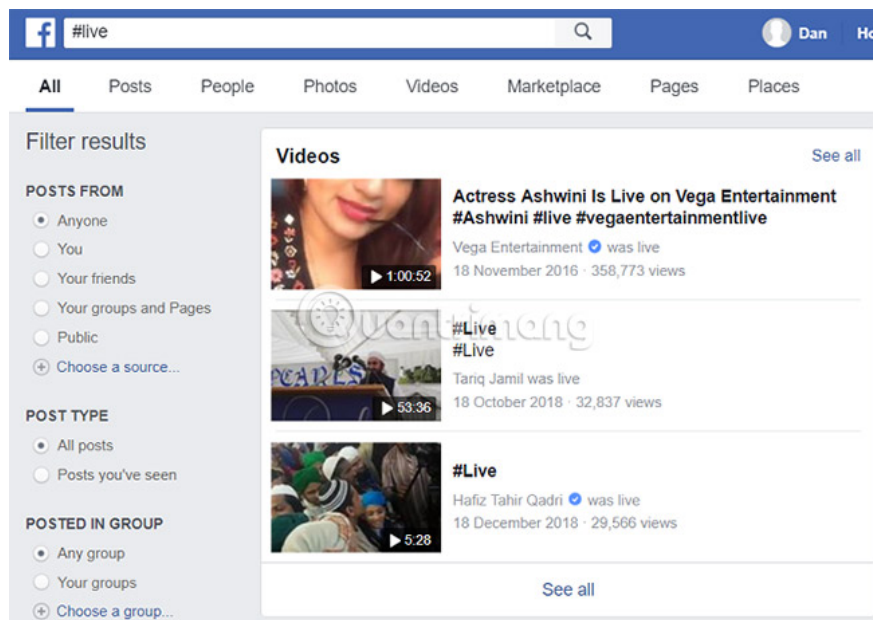 f
#live
Dan
Ho
All
Posts
People
Photos
Videos
Marketplace
Pages
Places
Filter results
POSTS FROM
Anyone
You
Your friends
Your groups and Pages
Public
Choose a source...
POST TYPE
All posts
Posts you've seen
POSTED IN GROUP
Any group
Your groups
Choose a group...
Videos
See all
1:00:52
Actress Ashwini Is Live on Vega Entertainment
#Ashwini #live #vegaentertainmentlive
Vega Entertainment was live
18 November 2016 · 358,773 views
Quantrimang
53:36
#Live
#Live
Tariq Jamil was live
18 October 2018 · 32,837 views
5:28
#Live
Hafiz Tahir Qadri was live
18 December 2018 · 29,566 views
See all